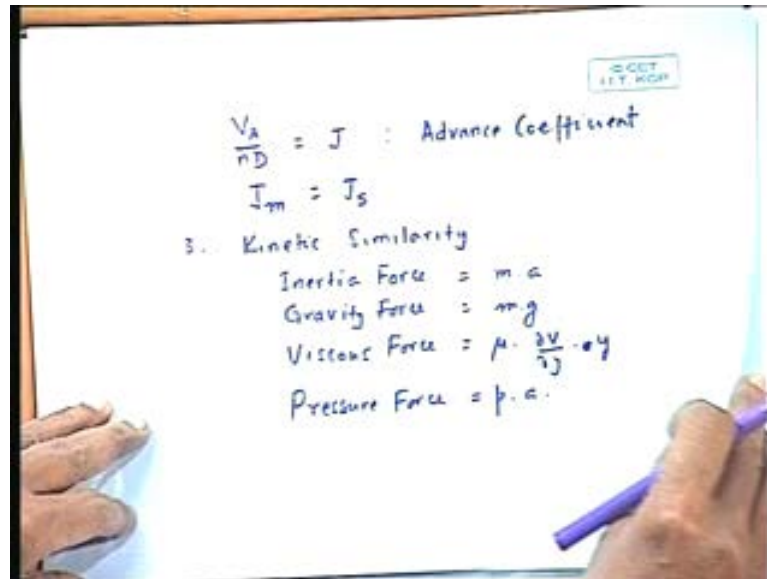 © CET
I.I.T. KGP
V_A / nD = J : Advance Coefficient
J_m = J_s
3. Kinetic Similarity
Inertia Force = m.a
Gravity Force = m.g
Viscous Force = μ. ∂V/∂y .y
Pressure Force = p.a.